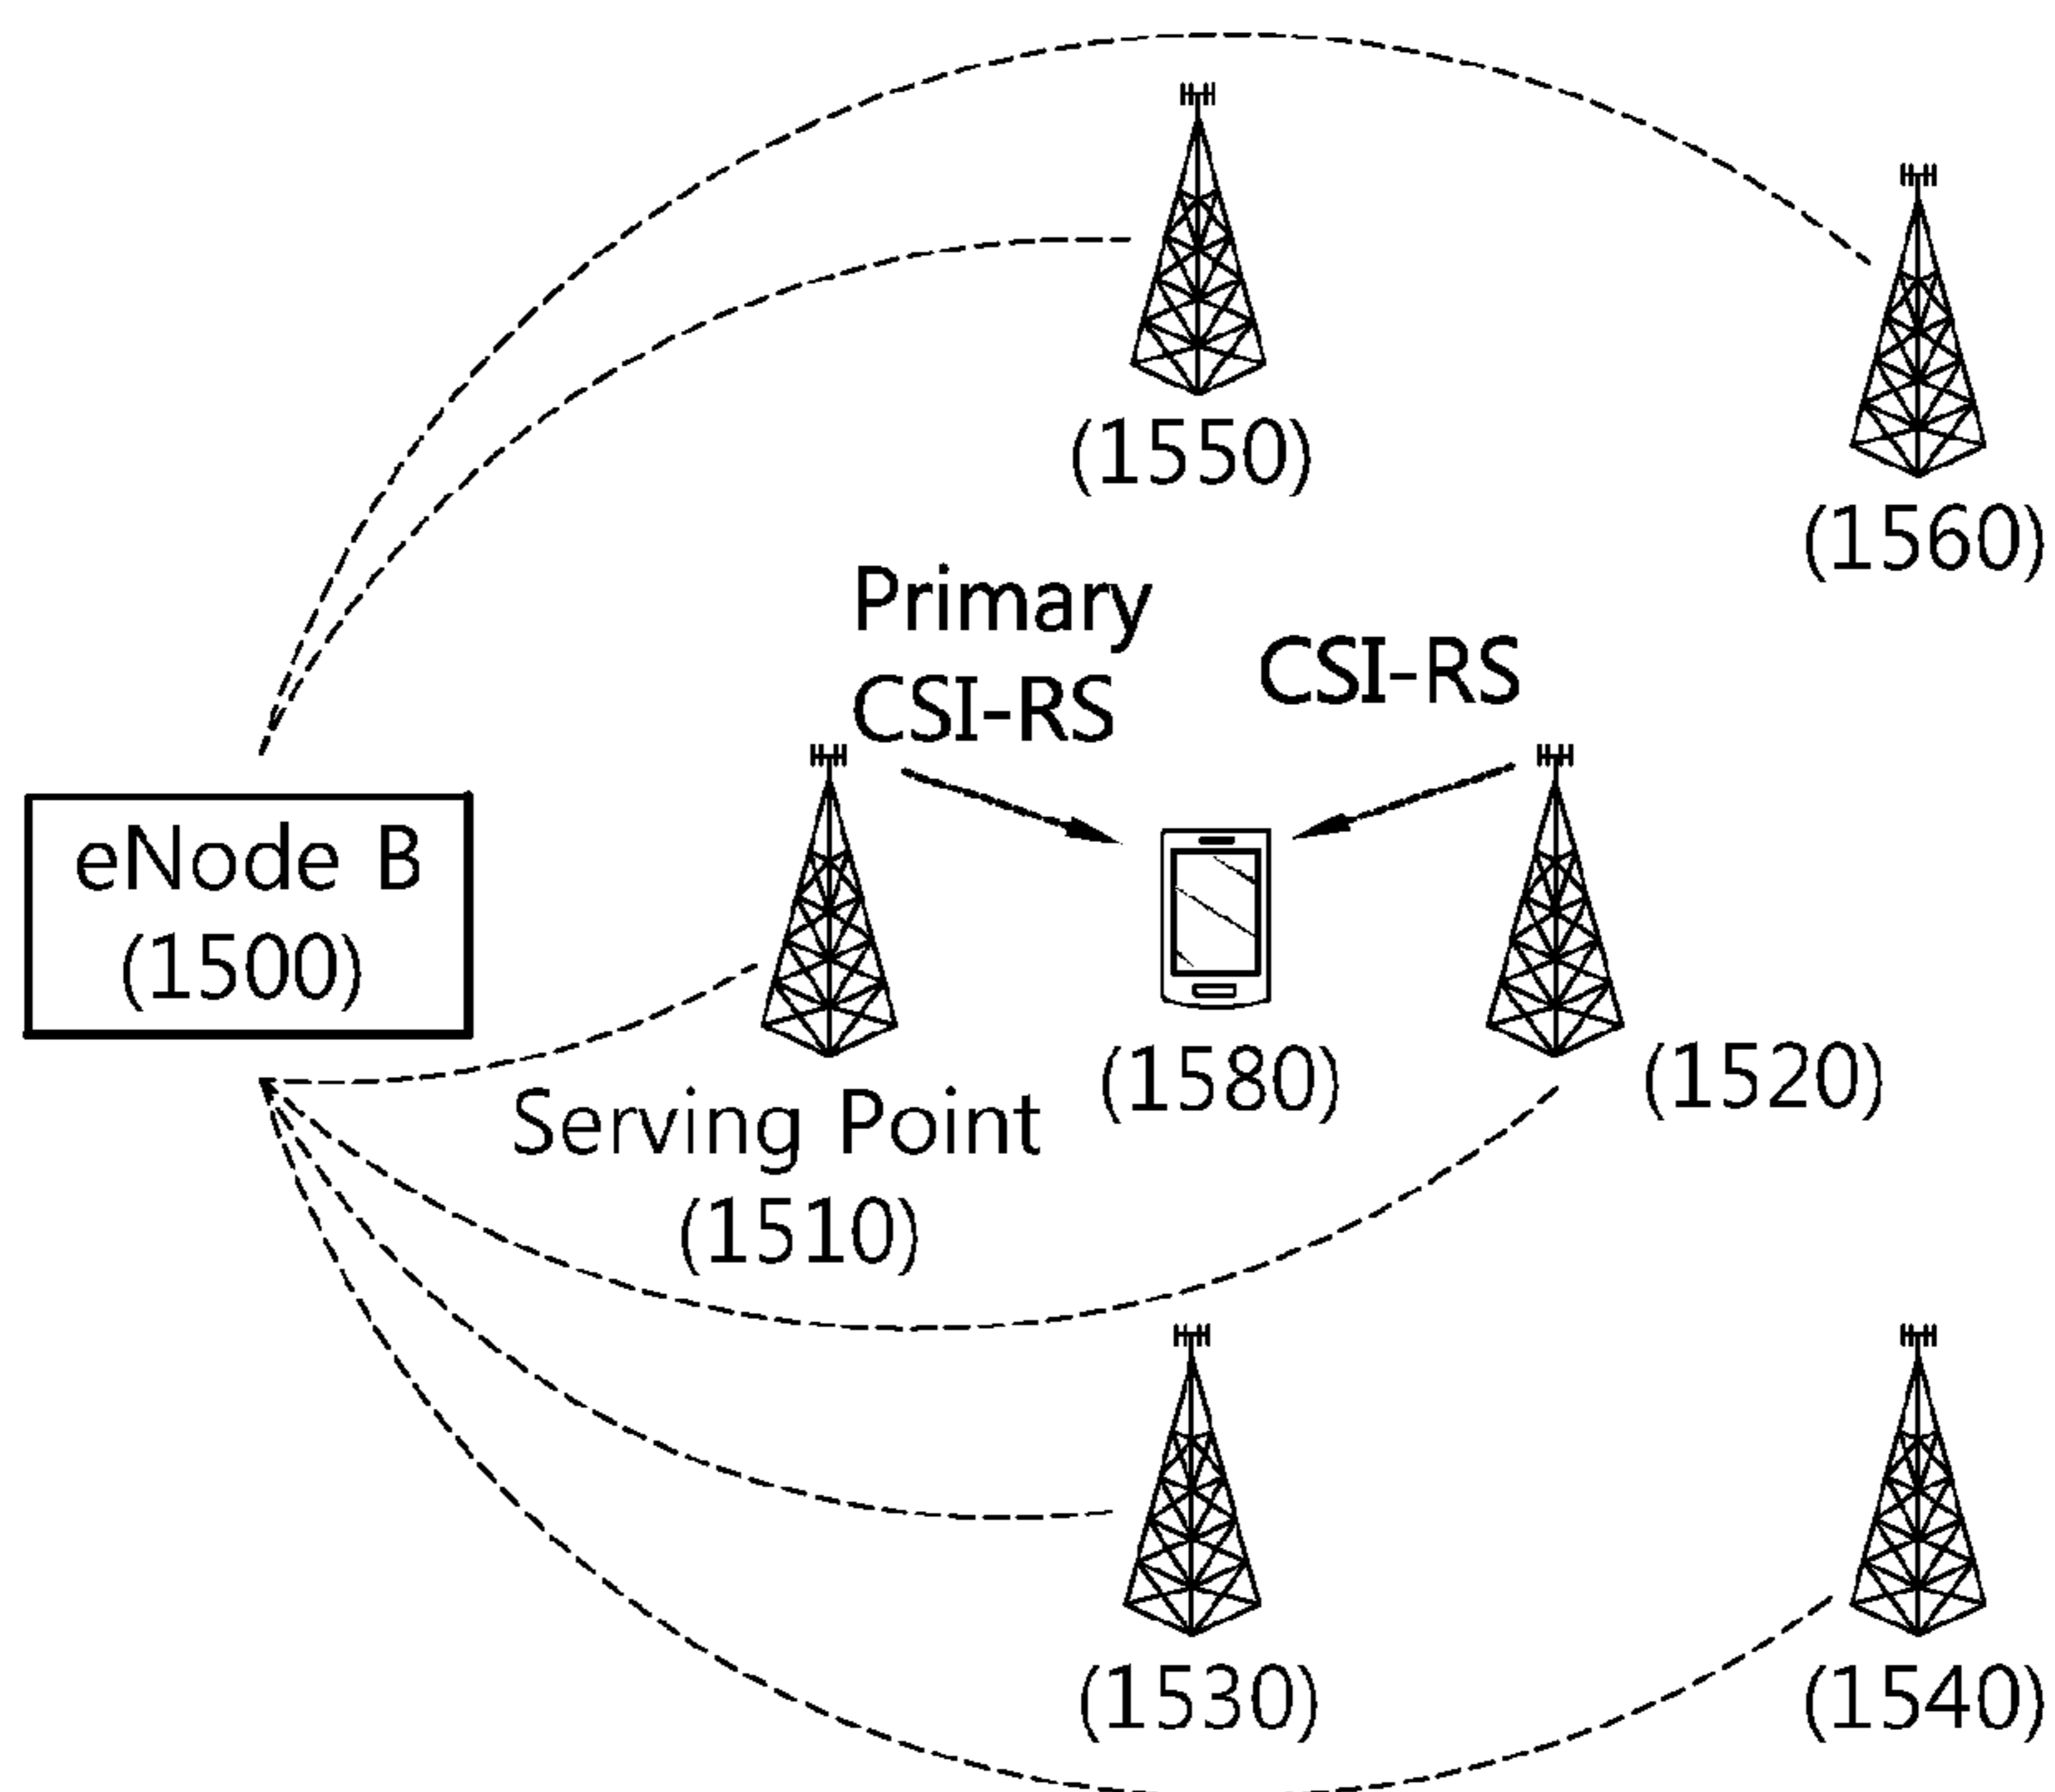 (1550)
(1560)
Primary
CSI-RS
CSI-RS
eNode B
(1500)
(1580)
(1520)
Serving Point
(1510)
(1530)
(1540)